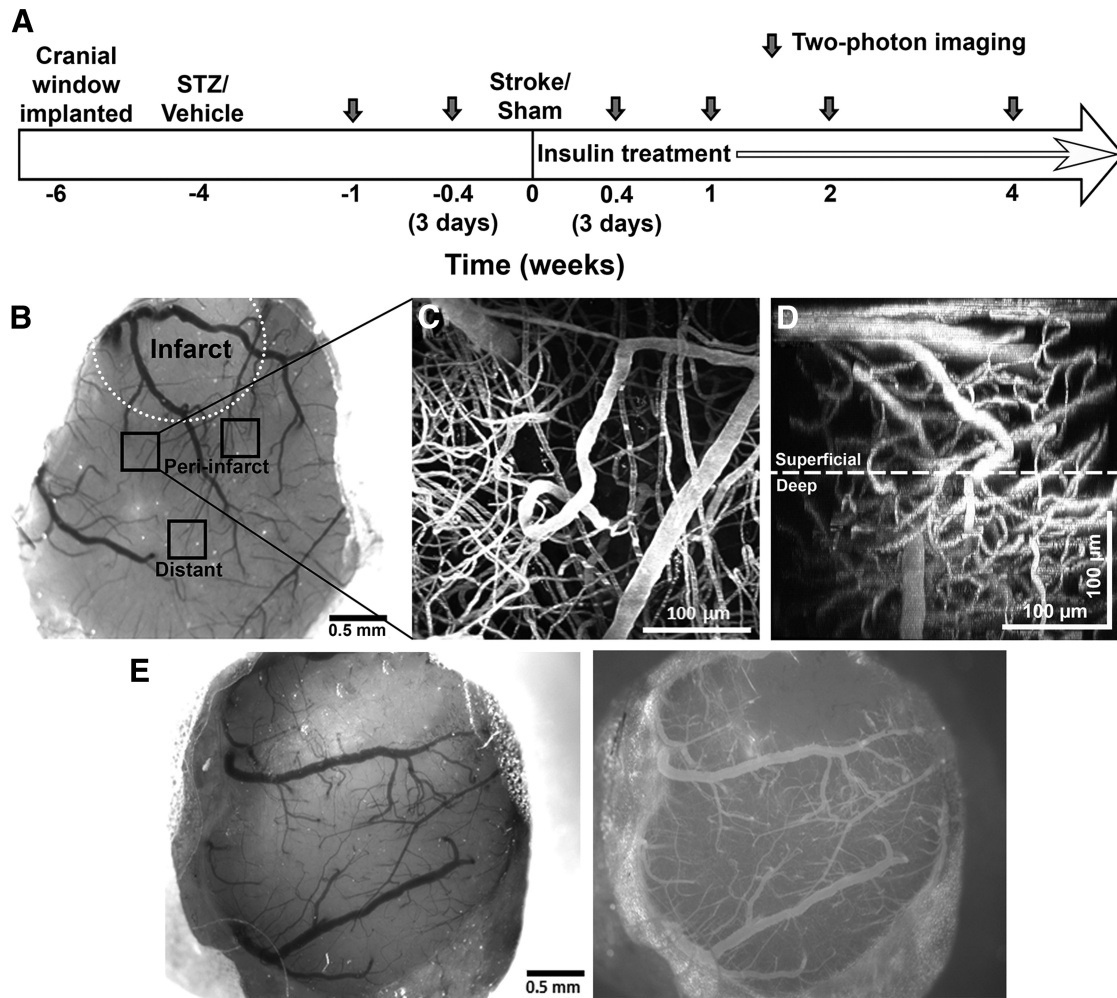 A
Two-photon imaging
Cranial
window
implanted
STZ/
Vehicle
Stroke/
Sham
Insulin treatment
-6
-4
-1
-0.4
(3 days)
0
0.4
(3 days)
1
2
4
Time (weeks)
B
Infarct
Peri-infarct
Distant
0.5 mm
C
100 µm
D
Superficial
Deep
100 µm
100 µm
E
0.5 mm